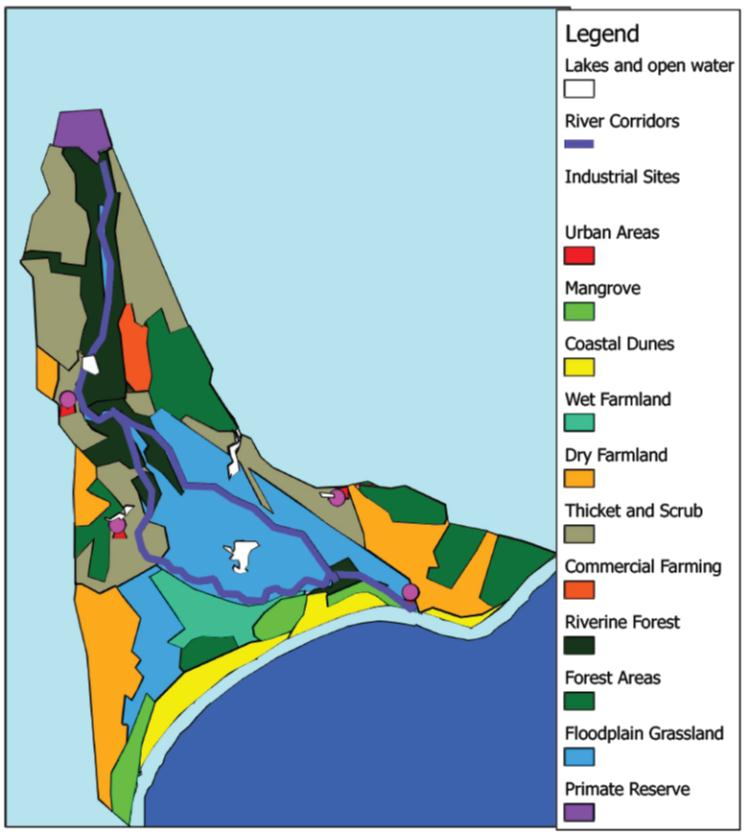 Legend
Lakes and open water
River Corridors
Industrial Sites
Urban Areas
Mangrove
Coastal Dunes
Wet Farmland
Dry Farmland
Thicket and Scrub
Commercial Farming
Riverine Forest
Forest Areas
Floodplain Grassland
Primate Reserve